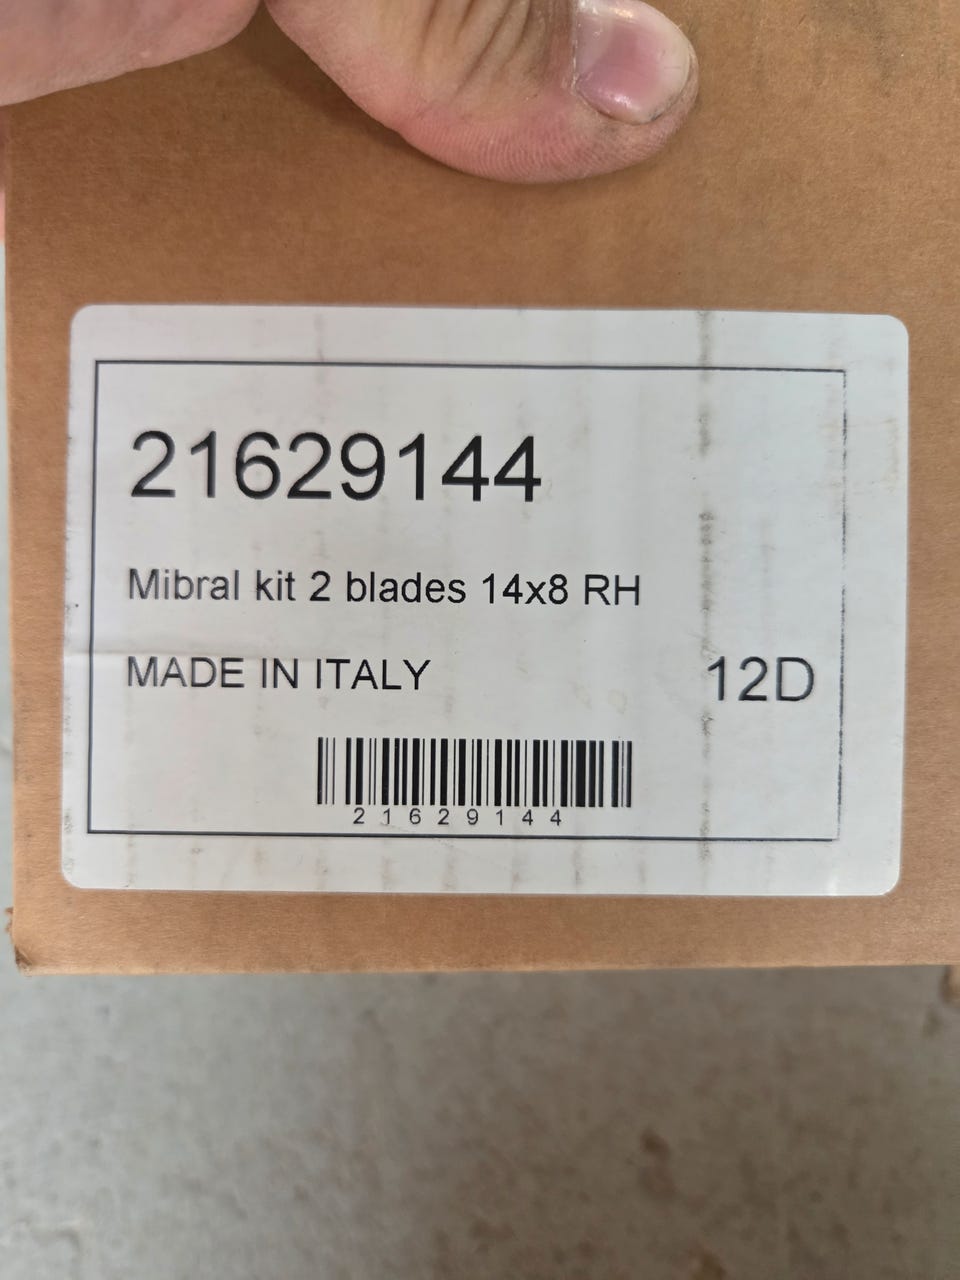 21629144
Mibral kit 2 blades 14x8 RH
MADE IN ITALY 12D
21629144